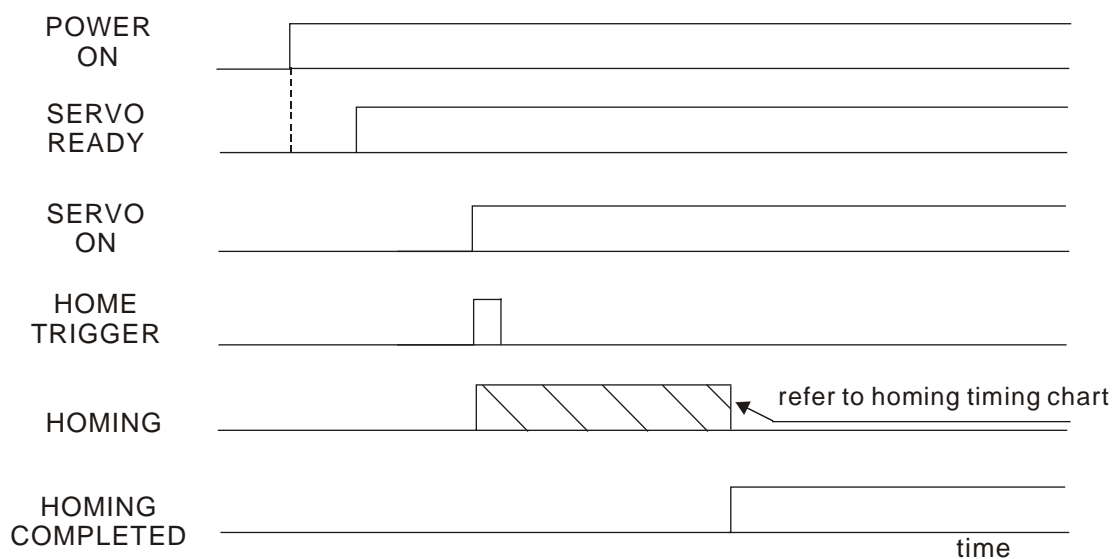 POWER
ON
SERVO
READY
SERVO
ON
HOME
TRIGGER
HOMING
refer to homing timing chart
HOMING
COMPLETED
time